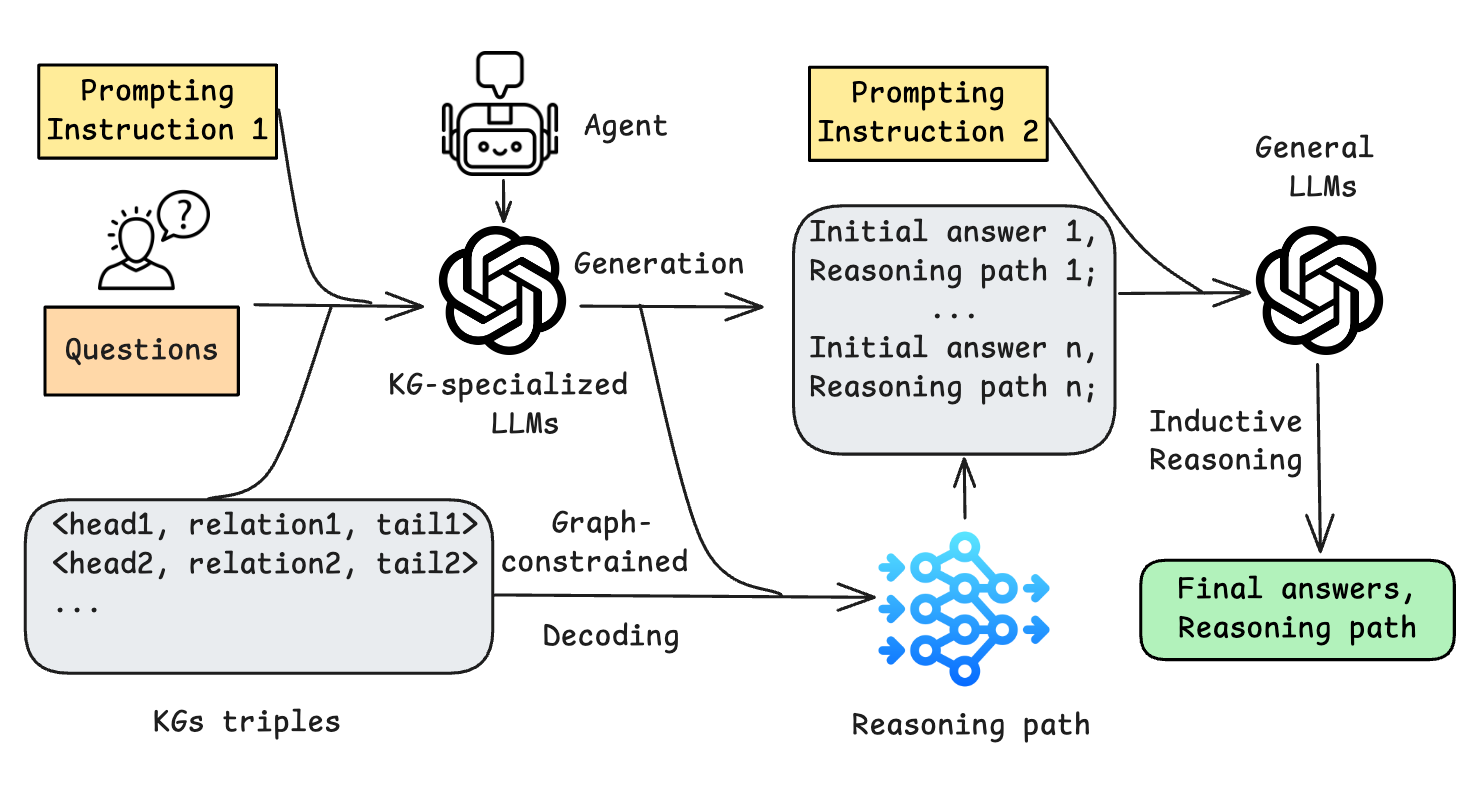 Prompting
Instruction 1
Agent
Prompting
Instruction 2
General
LLMs
?
Questions
Generation
KG-specialized
LLMs
Initial answer 1,
Reasoning path 1;
...
Initial answer n,
Reasoning path n;
Inductive
Reasoning
<head1, relation1, tail1>
<head2, relation2, tail2>
...
KGs triples
Graph-
constrained
Decoding
Reasoning path
Final answers,
Reasoning path